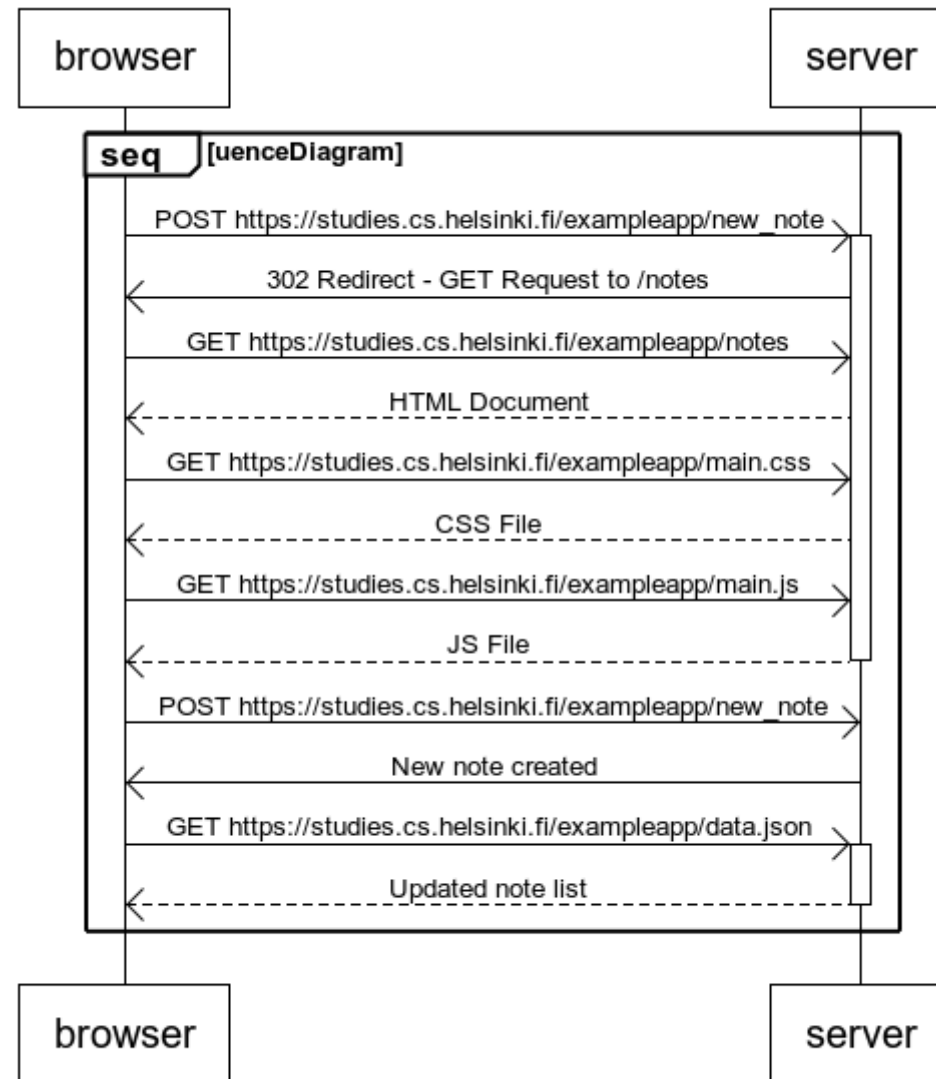 browser server
seq [uenceDiagram]
POST https://studies.cs.helsinki.fi/exampleapp/new_note
302 Redirect - GET Request to /notes
GET https://studies.cs.helsinki.fi/exampleapp/notes
HTML Document
GET https://studies.cs.helsinki.fi/exampleapp/main.css
CSS File
GET https://studies.cs.helsinki.fi/exampleapp/main.js
JS File
POST https://studies.cs.helsinki.fi/exampleapp/new_note
New note created
GET https://studies.cs.helsinki.fi/exampleapp/data.json
Updated note list
browser server